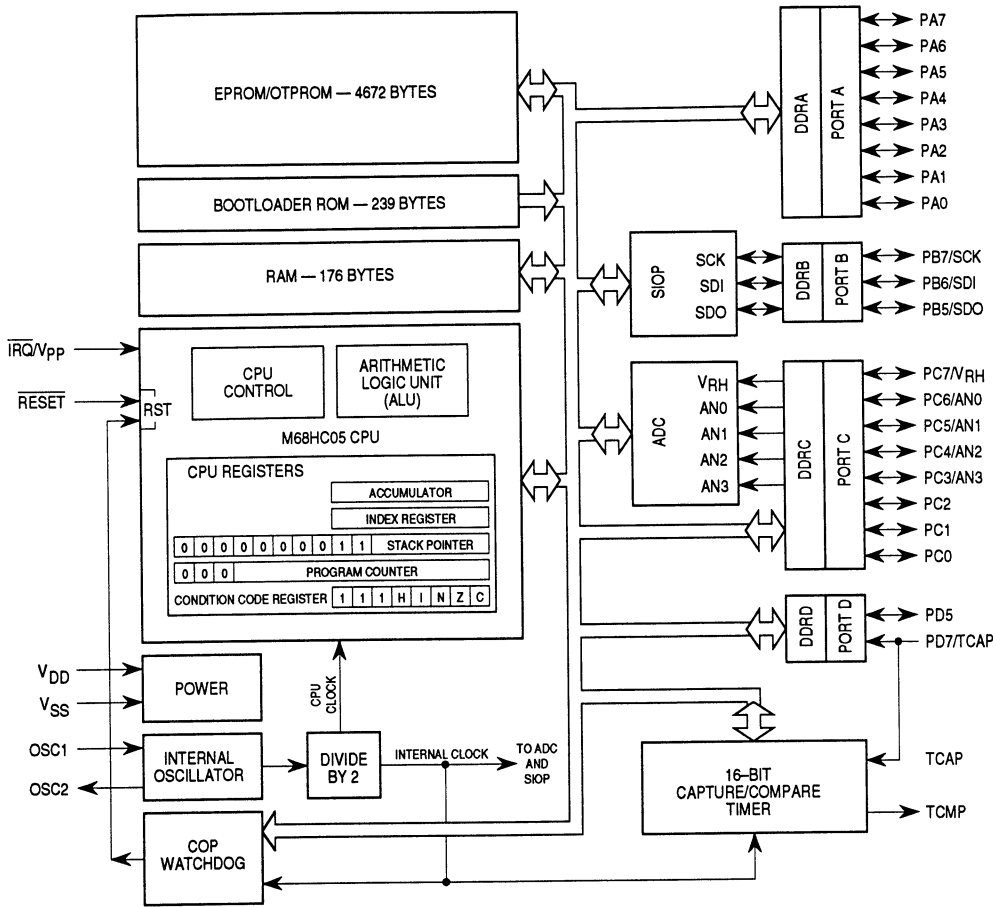 EPROM/OTPROM — 4672 BYTES
BOOTLOADER ROM — 239 BYTES
RAM — 176 BYTES
IRQ/VPP
RESET
RST
CPU
CONTROL
ARITHMETIC
LOGIC UNIT
(ALU)
M68HC05 CPU
CPU REGISTERS
ACCUMULATOR
INDEX REGISTER
0 0 0 0 0 0 0 0 1 1 STACK POINTER
0 0 0 PROGRAM COUNTER
CONDITION CODE REGISTER 1 1 1 H I N Z C
VDD
VSS
POWER
CPU
CLOCK
OSC1
OSC2
INTERNAL
OSCILLATOR
DIVIDE
BY 2
INTERNAL CLOCK
TO ADC
AND
SIOP
COP
WATCHDOG
DDRA
PORT A
PA7
PA6
PA5
PA4
PA3
PA2
PA1
PA0
SIOP
SCK
SDI
SDO
DDRB
PORT B
PB7/SCK
PB6/SDI
PB5/SDO
ADC
VRH
AN0
AN1
AN2
AN3
DDRC
PORT C
PC7/VRH
PC6/AN0
PC5/AN1
PC4/AN2
PC3/AN3
PC2
PC1
PC0
DDRD
PORT D
PD5
PD7/TCAP
16–BIT
CAPTURE/COMPARE
TIMER
TCAP
TCMP